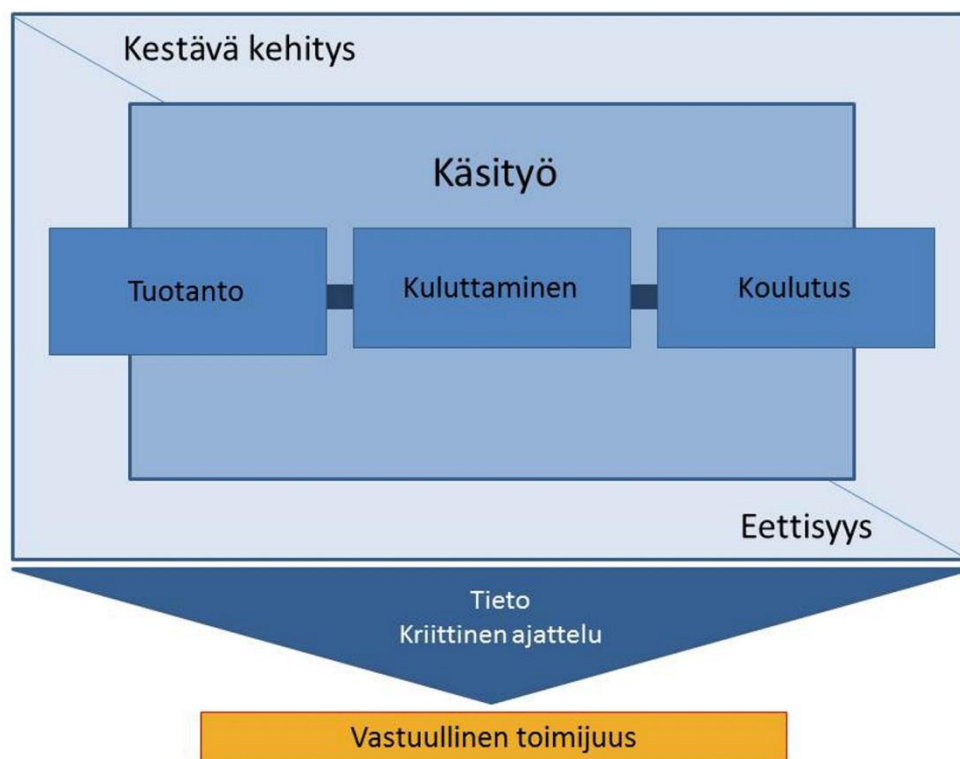 Kestävä kehitys
Käsityö
Tuotanto
Kuluttaminen
Koulutus
Eettisyys
Tieto
Kriittinen ajattelu
Vastuullinen toimijuus